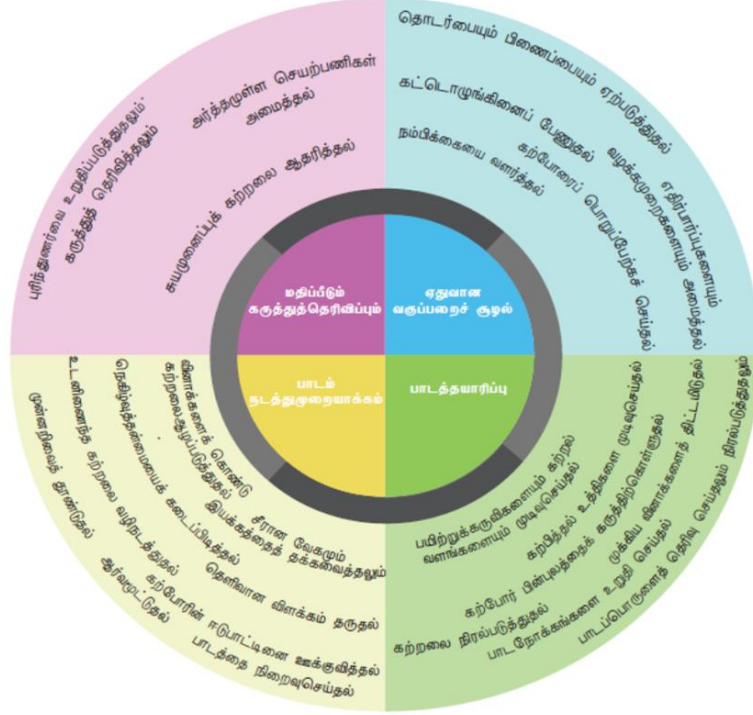 புரிந்துணர்வை உறுதிப்படுத்துதலும்
கருத்துத் தெரிவித்தலும்
அர்த்தமுள்ள செயற்பணிகள்
அமைத்தல்
சுயமுனைப்புக் கற்றலை ஆதரித்தல்
தொடர்பையும் பிணைப்பையும் ஏற்படுத்துதல்
கட்டொழுங்கினைப் பேணுதல்
நம்பிக்கையை வளர்த்தல்
எதிர்பார்ப்புகளையும்
வழக்கமுறைகளையும் அமைத்தல்
கற்போரைப் பொறுப்பேற்கச் செய்தல்
மதிப்பீடும்
கருத்துத்தெரிவிப்பும்
ஏதுவான
வகுப்பறைச் சூழல்
பாடம்
நடத்துமுறையாக்கம்
பாடத்தயாரிப்பு
வினாக்களைக் கொண்டு
கற்றலைஆழப்படுத்துதல்
நெகிழ்வுத்தன்மையைக் கடைப்பிடித்தல்
உடனிணைந்த கற்றலை வழிநடத்துதல்
முன்னறிவைத் தூண்டுதல்
சீரான வேகமும்
இயக்கத்தைத் தக்கவைத்தலும்
தெளிவான விளக்கம் தருதல்
கற்போரின் ஈடுபாட்டினை ஊக்குவித்தல்
ஆர்வமூட்டுதல்
பாடத்தை நிறைவுசெய்தல்
பயிற்றுக்கருவிகளையும் கற்றல்
வளங்களையும் முடிவுசெய்தல்
கற்பித்தல் உத்திகளை முடிவுசெய்தல்
கற்போர் பின்புலத்தைக் கருத்திற்கொள்ளுதல்
முக்கிய வினாக்களைத் திட்டமிடுதல்
கற்றலை நிரல்படுத்துதல்
பாடநோக்கங்களை உறுதி செய்தல்
பாடப்பொருளைத் தெரிவு செய்தலும் நிரல்படுத்துதலும்